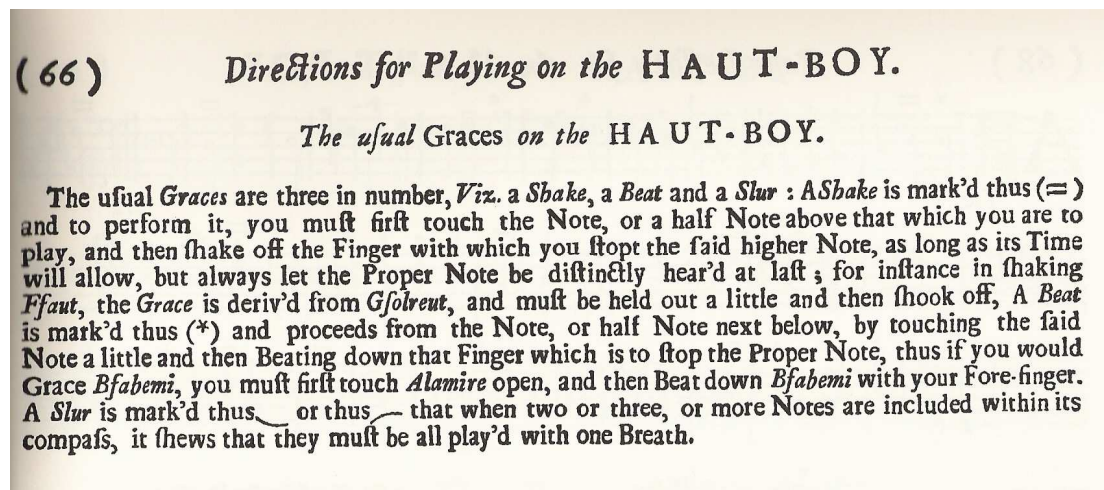 (66) Directions for Playing on the HAUT-BOY.
The uſual Graces on the HAUT-BOY.
The uſual Graces are three in number, Viz. a Shake, a Beat and a Slur : A Shake is mark'd thus (=)
and to perform it, you muſt firſt touch the Note, or a half Note above that which you are to
play, and then ſhake off the Finger with which you ſtopt the ſaid higher Note, as long as its Time
will allow, but always let the Proper Note be diſtinctly hear'd at laſt ; for inſtance in ſhaking
Ffaut, the Grace is deriv'd from Gſolreut, and muſt be held out a little and then ſhook off, A Beat
is mark'd thus (*) and proceeds from the Note, or half Note next below, by touching the ſaid
Note a little and then Beating down that Finger which is to ſtop the Proper Note, thus if you would
Grace Bfabemi, you muſt firſt touch Alamire open, and then Beat down Bfabemi with your Fore-finger.
A Slur is mark'd thus or thus that when two or three, or more Notes are included within its
compaſs, it ſhews that they muſt be all play'd with one Breath.